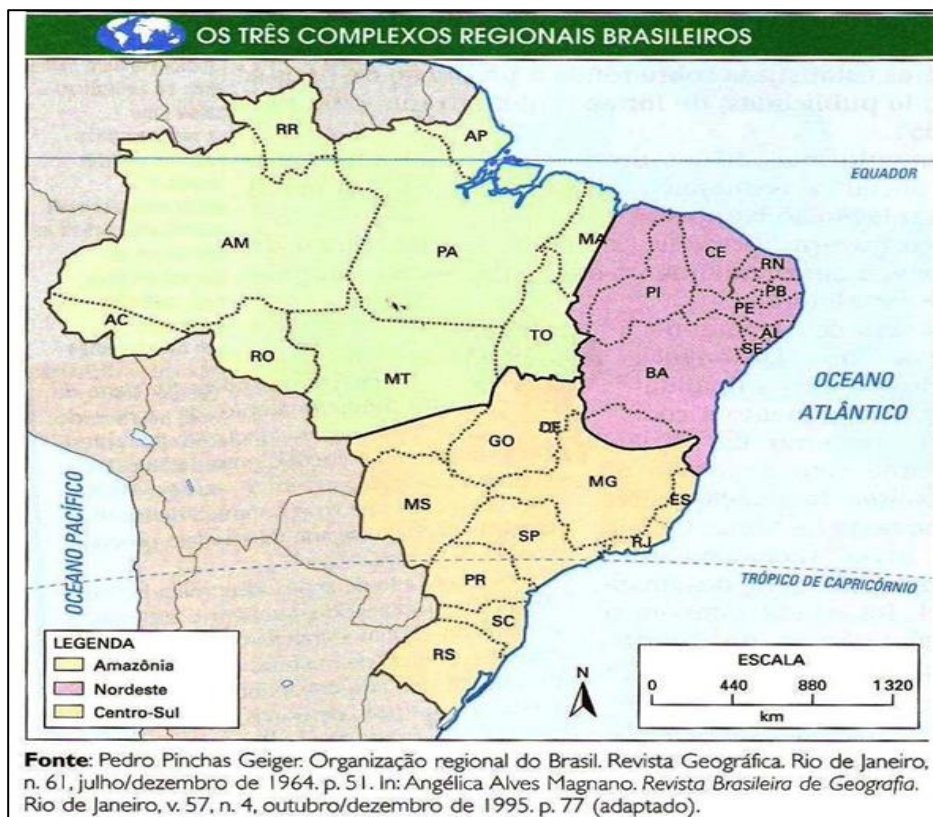 OS TRÊS COMPLEXOS REGIONAIS BRASILEIROS
RR
AP
EQUADOR
AM
PA
MA
CE
RN
PB
PI
PE
AL
SE
AC
RO
TO
MT
BA
OCEANO
ATLÂNTICO
GO
DF
MG
MS
ES
SP
RJ
OCEANO PACÍFICO
TRÓPICO DE CAPRICÓRNIO
PR
SC
RS
LEGENDA
Amazônia
Nordeste
Centro-Sul
N
ESCALA
0 440 880 1320
km
Fonte: Pedro Pinchas Geiger. Organização regional do Brasil. Revista Geográfica. Rio de Janeiro,
n. 61, julho/dezembro de 1964. p. 51. In: Angélica Alves Magnano. Revista Brasileira de Geografia.
Rio de Janeiro, v. 57, n. 4, outubro/dezembro de 1995. p. 77 (adaptado).